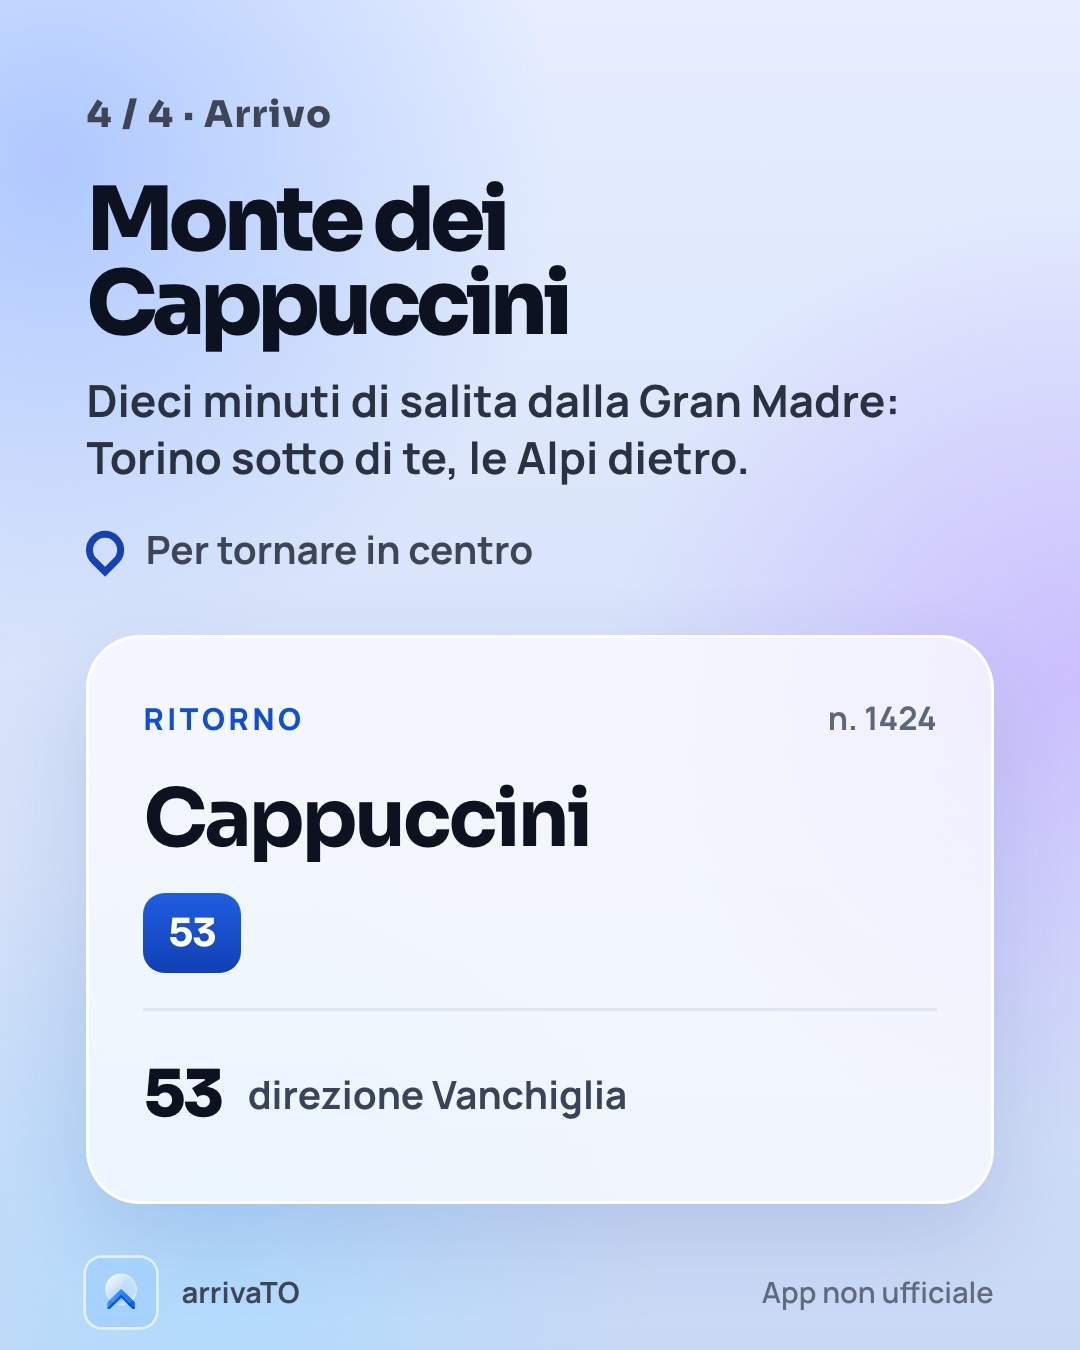 4 / 4 · Arrivo
Monte dei
Cappuccini
Dieci minuti di salita dalla Gran Madre:
Torino sotto di te, le Alpi dietro.
Per tornare in centro
RITORNO n. 1424
Cappuccini
53
53 direzione Vanchiglia
arrivaTO App non ufficiale